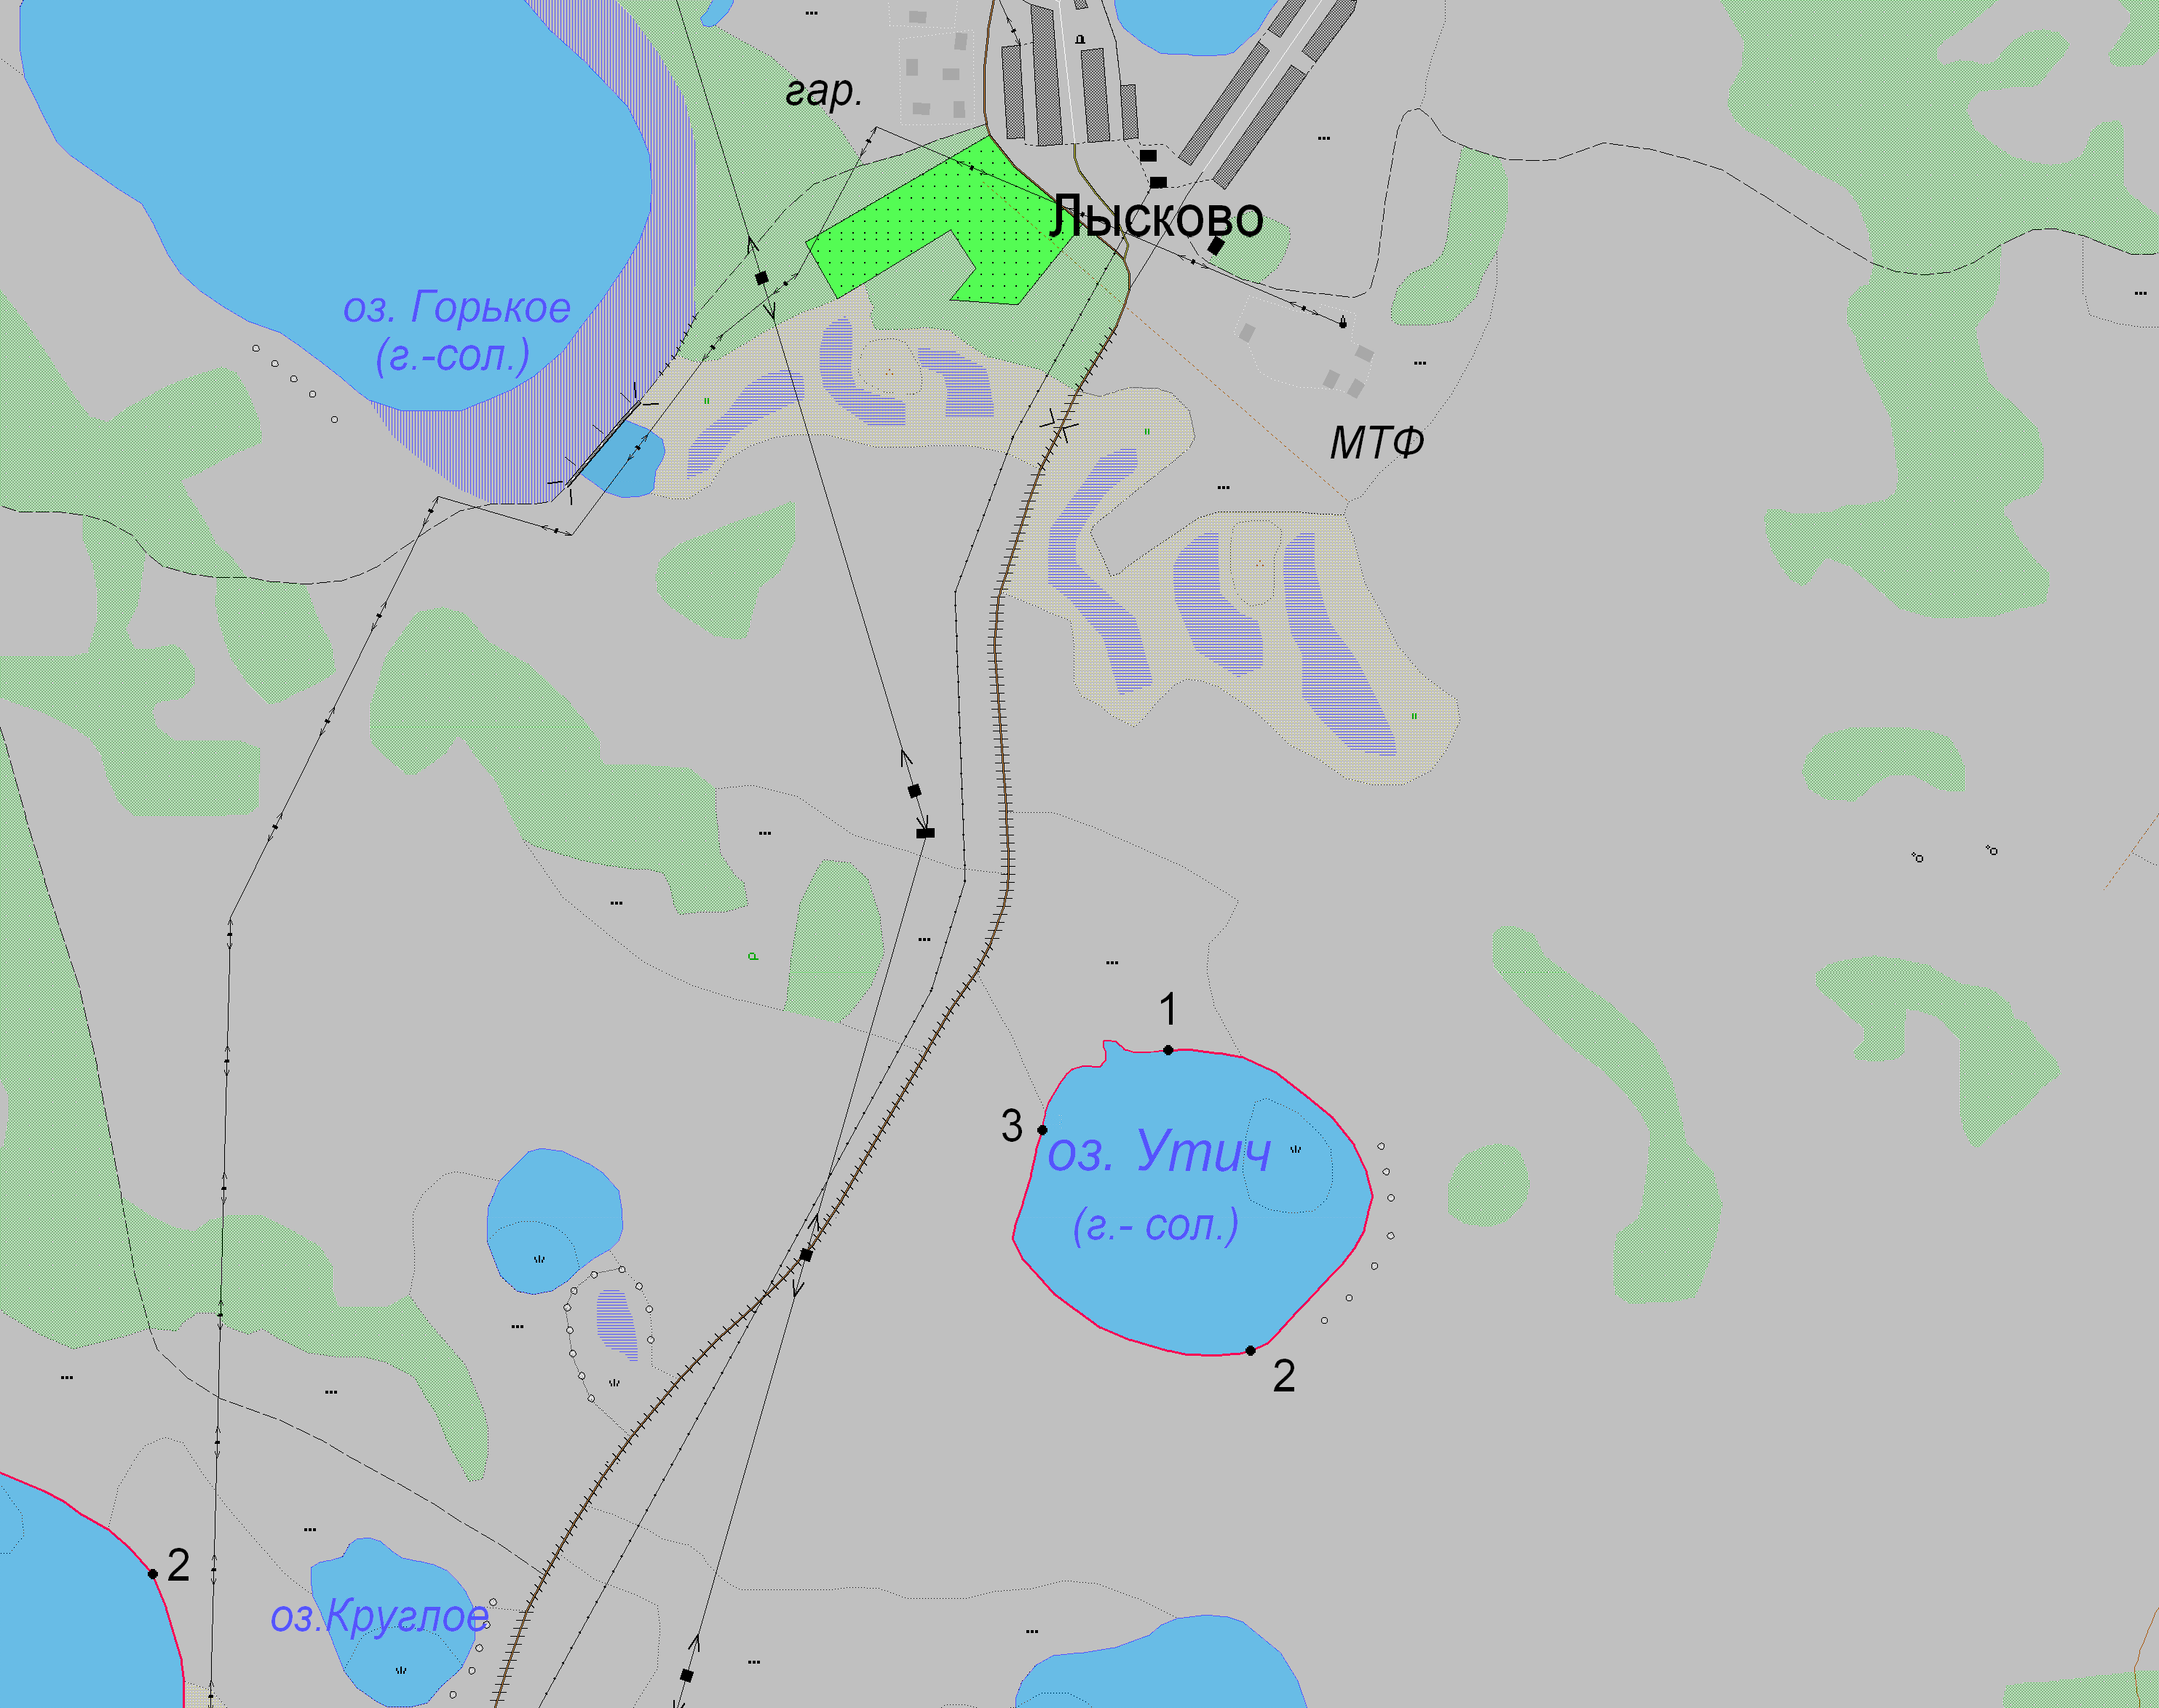 гар.
Лысково
оз. Горькое
(г.-сол.)
МТФ
1
3
оз. Утич
(г.- сол.)
2
2
оз.Круглое